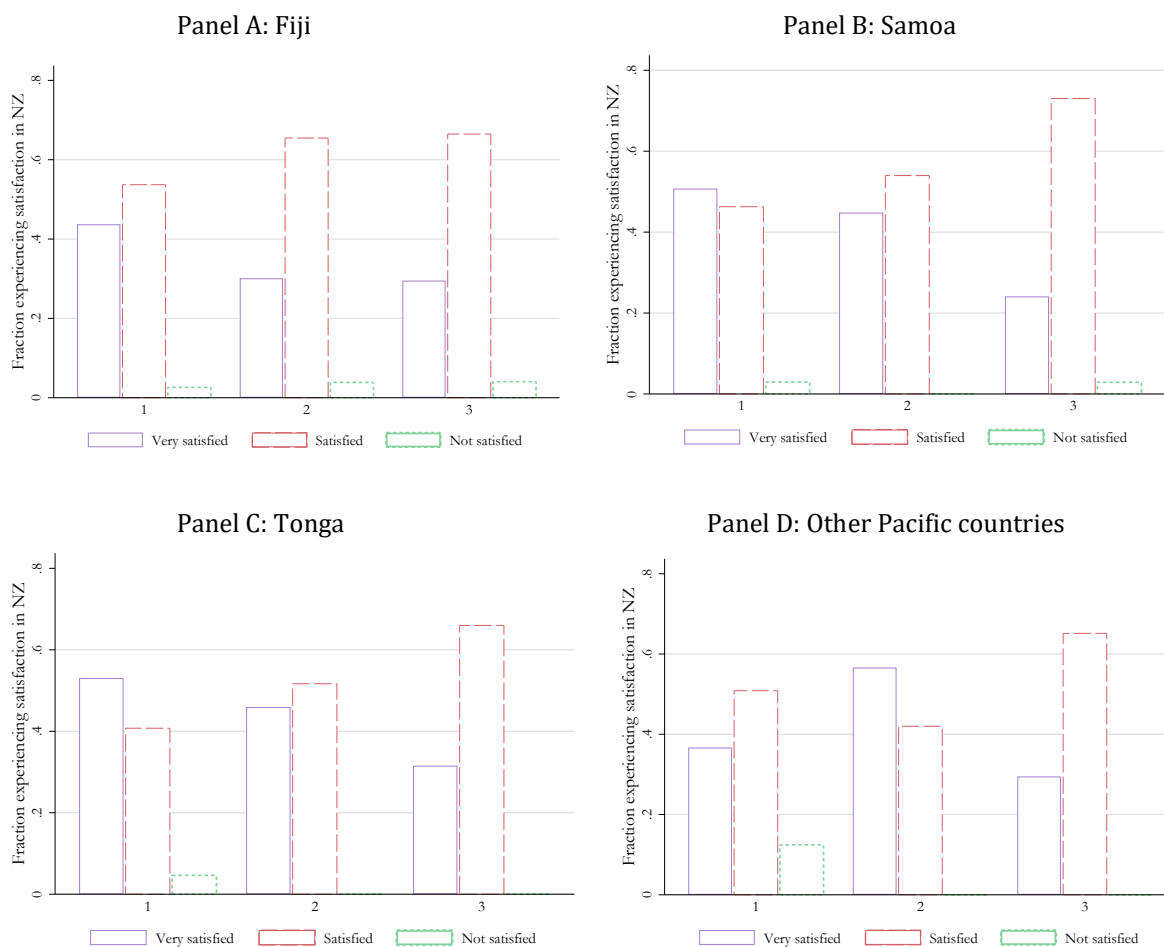 Panel A: Fiji
Fraction experiencing satisfaction in NZ
.8
.6
.4
.2
0
1 2 3
Very satisfied Satisfied Not satisfied
Panel B: Samoa
Fraction experiencing satisfaction in NZ
.8
.6
.4
.2
0
1 2 3
Very satisfied Satisfied Not satisfied
Panel C: Tonga
Fraction experiencing satisfaction in NZ
.8
.6
.4
.2
0
1 2 3
Very satisfied Satisfied Not satisfied
Panel D: Other Pacific countries
Fraction experiencing satisfaction in NZ
.8
.6
.4
.2
0
1 2 3
Very satisfied Satisfied Not satisfied